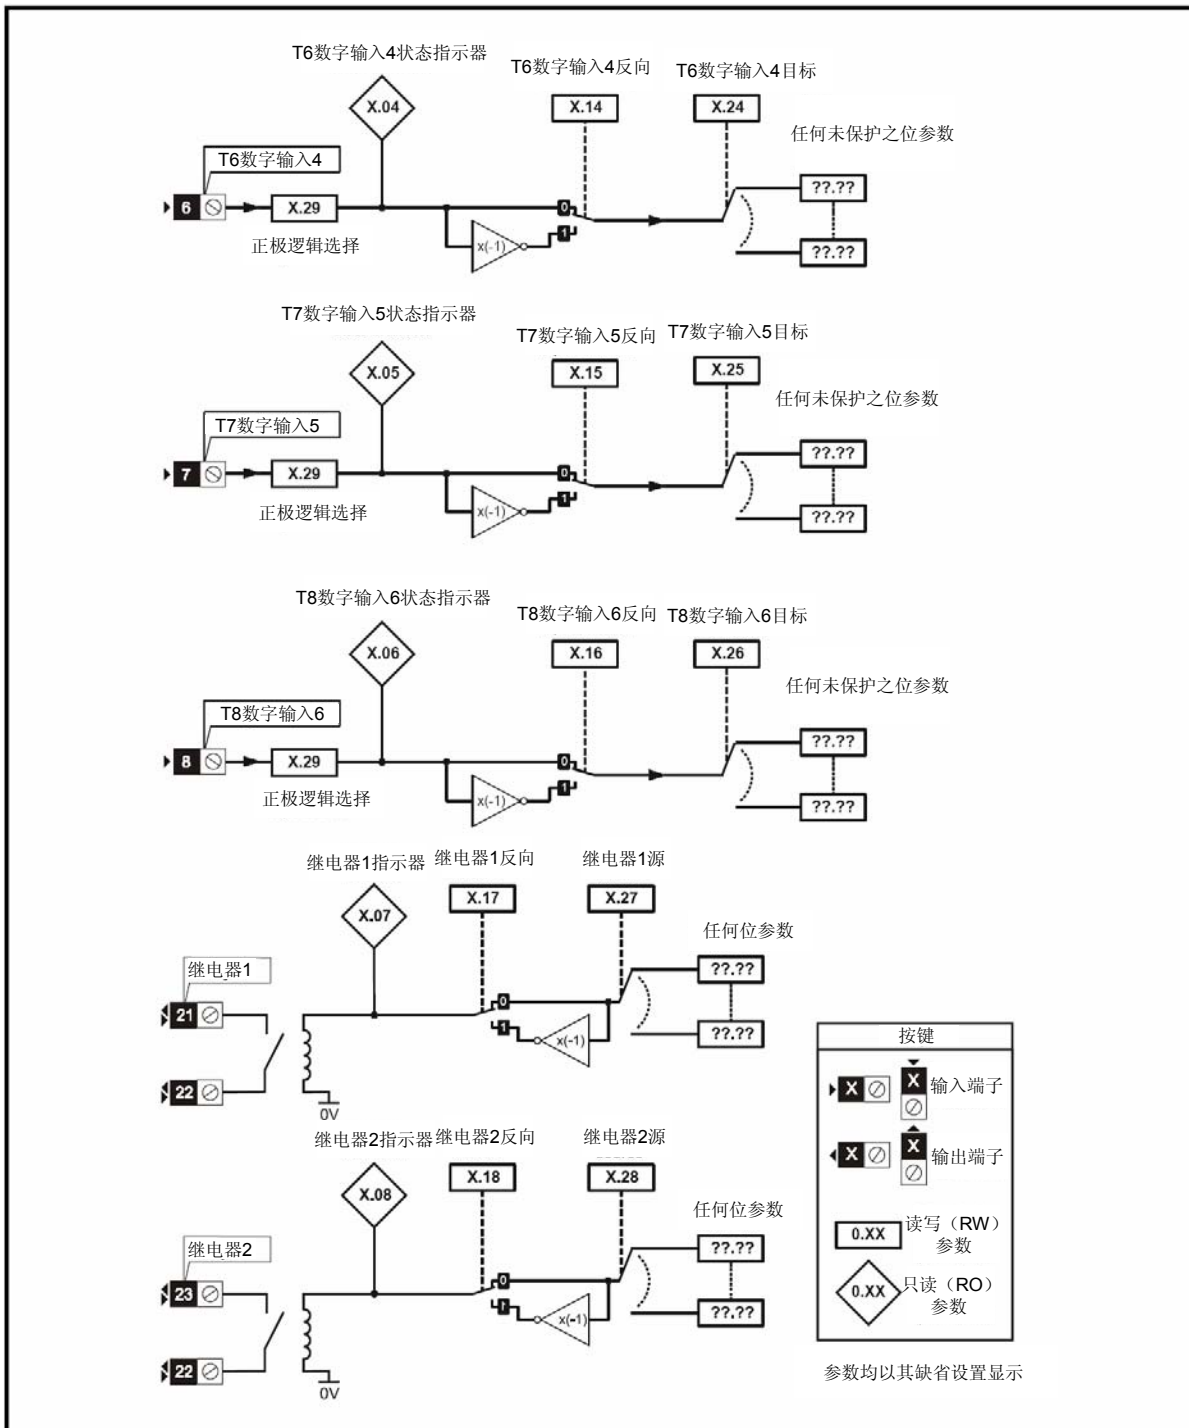 T6数字输入4状态指示器
T6数字输入4反向
T6数字输入4目标
X.04
X.14
X.24
任何未保护之位参数
T6数字输入4
6
X.29
0
1
x(-1)
??.??
??.??
正极逻辑选择
T7数字输入5状态指示器
T7数字输入5反向
T7数字输入5目标
X.05
X.15
X.25
任何未保护之位参数
T7数字输入5
7
X.29
0
1
x(-1)
??.??
??.??
正极逻辑选择
T8数字输入6状态指示器
T8数字输入6反向
T8数字输入6目标
X.06
X.16
X.26
任何未保护之位参数
T8数字输入6
8
X.29
0
1
x(-1)
??.??
??.??
正极逻辑选择
继电器1指示器
继电器1反向
继电器1源
X.07
X.17
X.27
任何位参数
继电器1
21
22
0
1
x(-1)
??.??
??.??
0V
继电器2指示器
继电器2反向
继电器2源
X.08
X.18
X.28
任何位参数
继电器2
23
22
0
1
x(-1)
??.??
??.??
0V
按键
X
X
输入端子
X
X
输出端子
0.XX
读写（RW）
参数
0.XX
只读（RO）
参数
参数均以其缺省设置显示